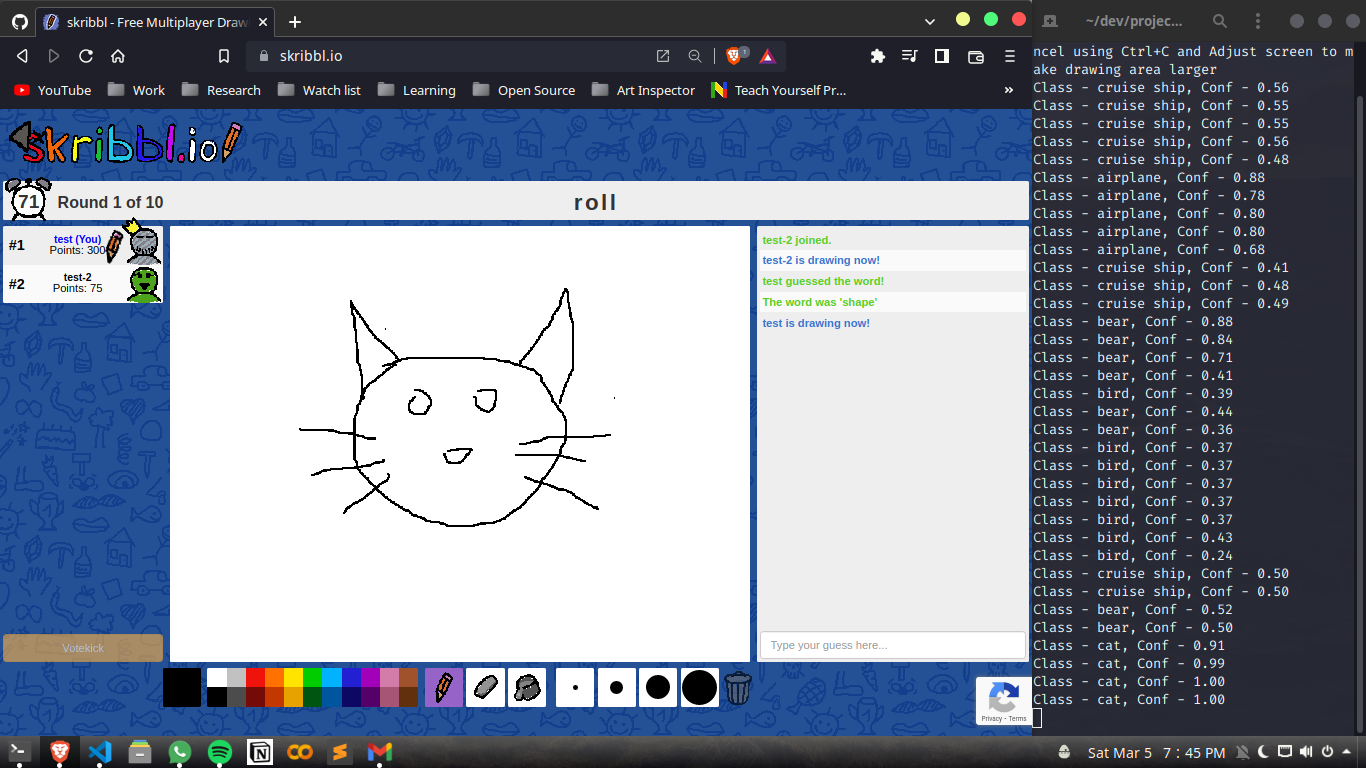 skribbl - Free Multiplayer Draw
skribbl.io
1
YouTube
Work
Research
Watch list
Learning
Open Source
Art Inspector
Teach Yourself Pr...
»
skribbl.io
71
Round 1 of 10
roll
#1
test (You)
Points: 300
#2
test-2
Points: 75
Votekick
test-2 joined.
test-2 is drawing now!
test guessed the word!
The word was 'shape'
test is drawing now!
Type your guess here...
Privacy - Terms
~/dev/projec...
ncel using Ctrl+C and Adjust screen to m
ake drawing area larger
Class - cruise ship, Conf - 0.56
Class - cruise ship, Conf - 0.55
Class - cruise ship, Conf - 0.55
Class - cruise ship, Conf - 0.56
Class - cruise ship, Conf - 0.48
Class - airplane, Conf - 0.88
Class - airplane, Conf - 0.78
Class - airplane, Conf - 0.80
Class - airplane, Conf - 0.80
Class - airplane, Conf - 0.68
Class - cruise ship, Conf - 0.41
Class - cruise ship, Conf - 0.48
Class - cruise ship, Conf - 0.49
Class - bear, Conf - 0.88
Class - bear, Conf - 0.84
Class - bear, Conf - 0.71
Class - bear, Conf - 0.41
Class - bird, Conf - 0.39
Class - bear, Conf - 0.44
Class - bear, Conf - 0.36
Class - bird, Conf - 0.37
Class - bird, Conf - 0.37
Class - bird, Conf - 0.37
Class - bird, Conf - 0.37
Class - bird, Conf - 0.37
Class - bird, Conf - 0.43
Class - bird, Conf - 0.24
Class - cruise ship, Conf - 0.50
Class - cruise ship, Conf - 0.50
Class - bear, Conf - 0.52
Class - bear, Conf - 0.50
Class - cat, Conf - 0.91
Class - cat, Conf - 0.99
Class - cat, Conf - 1.00
Class - cat, Conf - 1.00
Sat Mar 5 7:45 PM